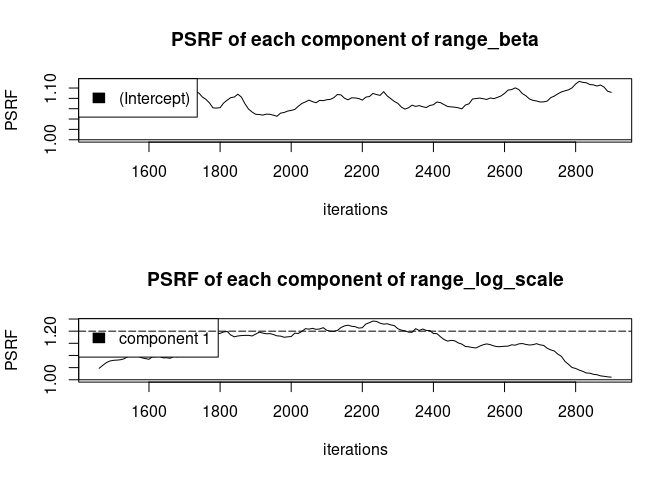 PSRF of each component of range_beta
PSRF
1.10
1.00
(Intercept)
1600 1800 2000 2200 2400 2600 2800
iterations
PSRF of each component of range_log_scale
PSRF
1.20
1.00
component 1
1600 1800 2000 2200 2400 2600 2800
iterations